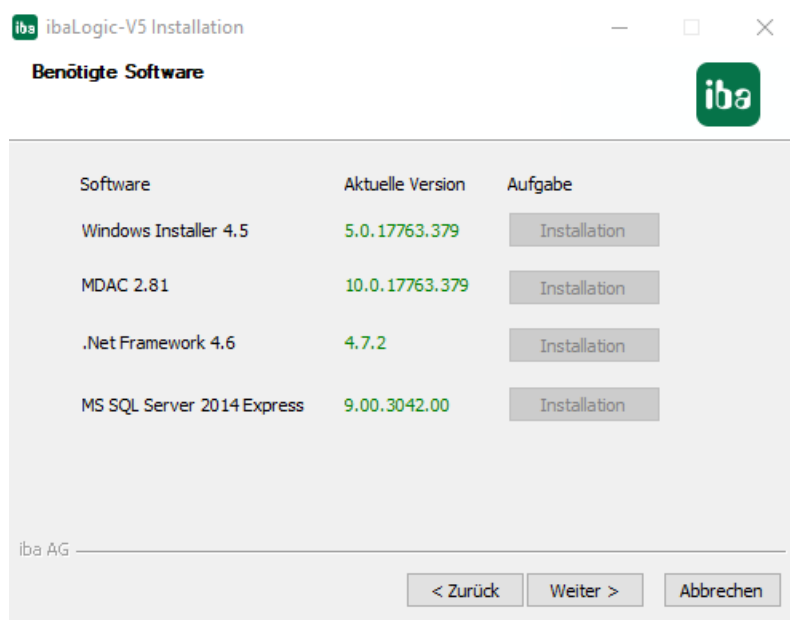 iba ibaLogic-V5 Installation
Benötigte Software
iba
Software Aktuelle Version Aufgabe
Windows Installer 4.5 5.0.17763.379 Installation
MDAC 2.81 10.0.17763.379 Installation
.Net Framework 4.6 4.7.2 Installation
MS SQL Server 2014 Express 9.00.3042.00 Installation
iba AG
< Zurück Weiter > Abbrechen